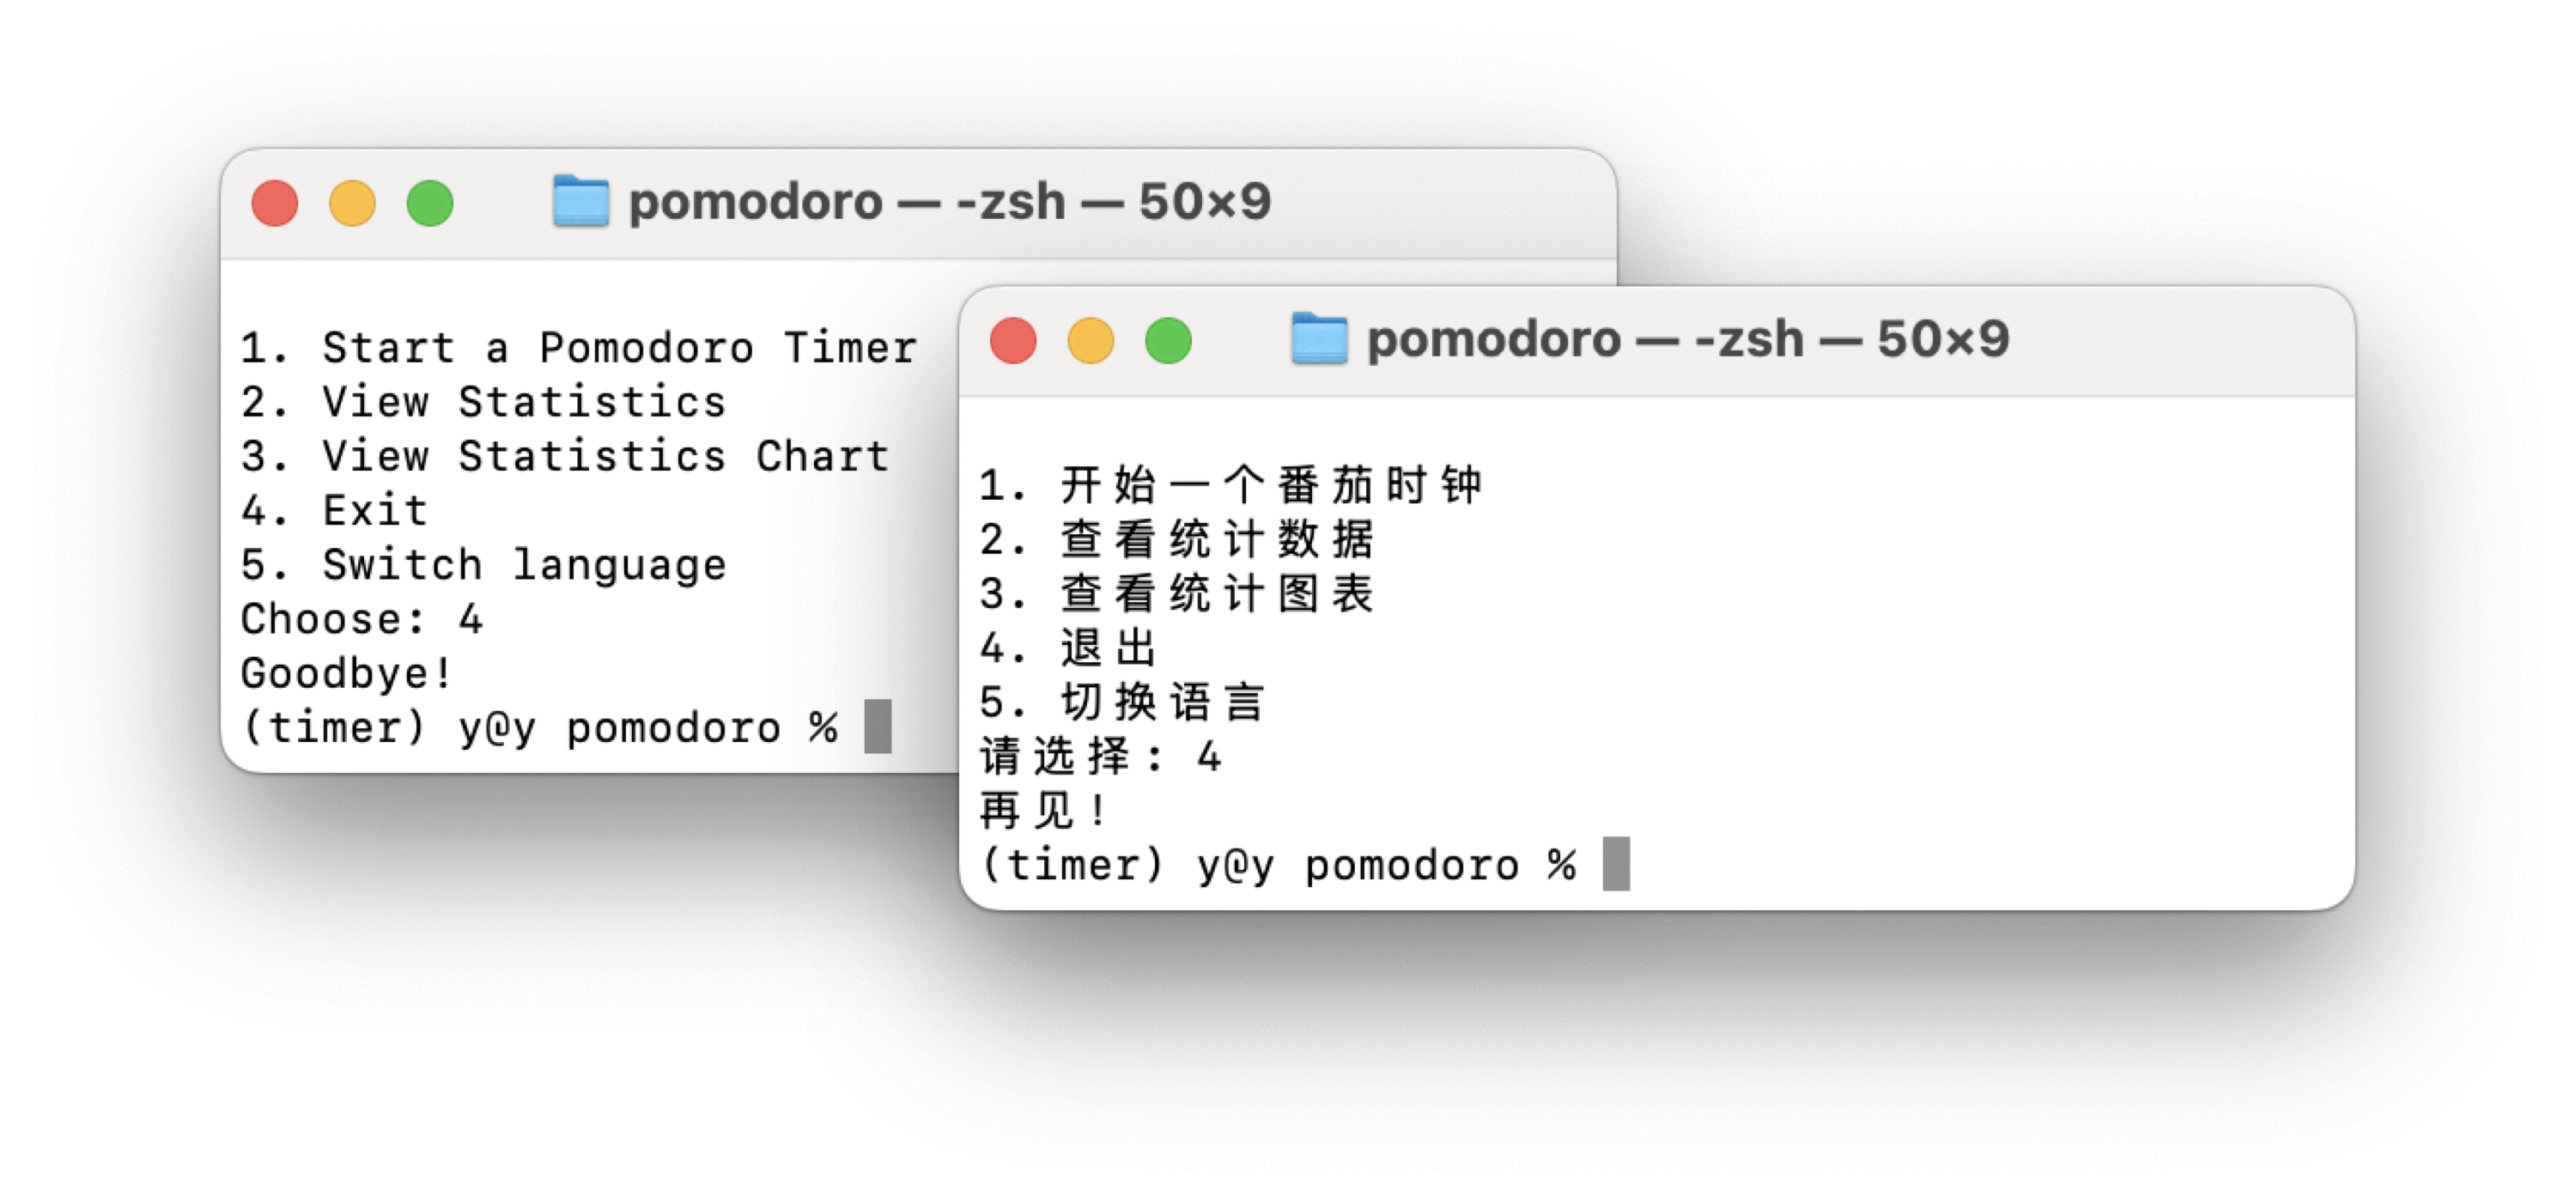 pomodoro — -zsh — 50×9
1. Start a Pomodoro Timer
2. View Statistics
3. View Statistics Chart
4. Exit
5. Switch language
Choose: 4
Goodbye!
(timer) y@y pomodoro %
pomodoro — -zsh — 50×9
1. 开始一个番茄时钟
2. 查看统计数据
3. 查看统计图表
4. 退出
5. 切换语言
请选择: 4
再见!
(timer) y@y pomodoro %